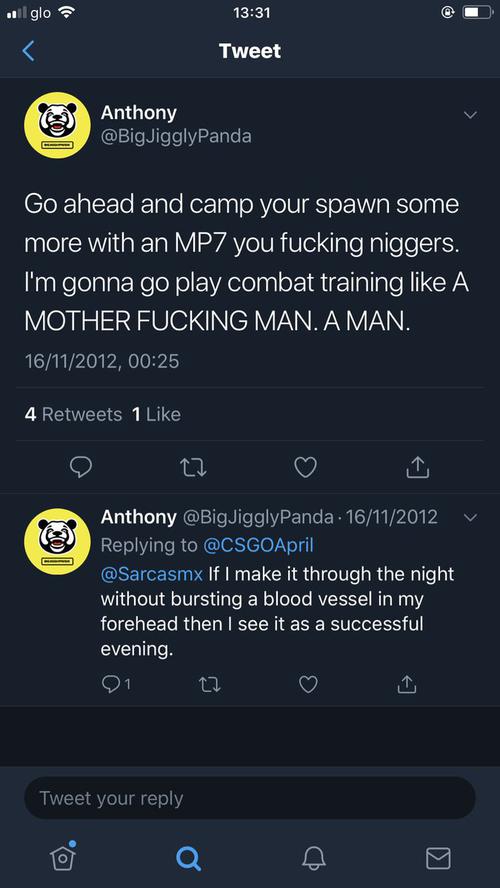 glo 13:31
Tweet
Anthony
@BigJigglyPanda
Go ahead and camp your spawn some
more with an MP7 you fucking niggers.
I'm gonna go play combat training like A
MOTHER FUCKING MAN. A MAN.
16/11/2012, 00:25
4 Retweets 1 Like
Anthony @BigJigglyPanda · 16/11/2012
Replying to @CSGOApril
@Sarcasmx If I make it through the night
without bursting a blood vessel in my
forehead then I see it as a successful
evening.
1
Tweet your reply